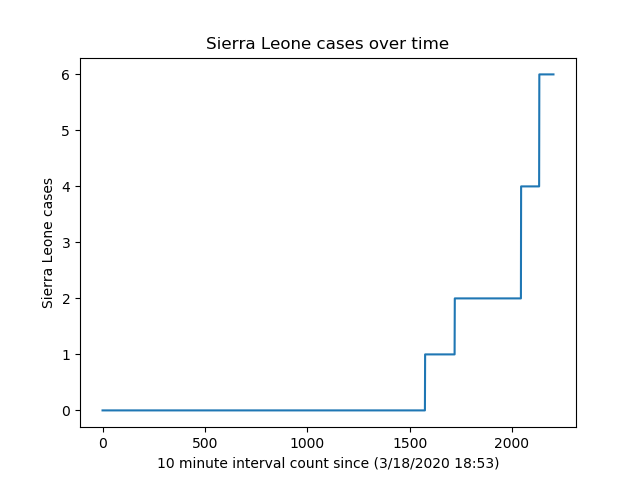 Sierra Leone cases over time
6
5
4
3
2
1
0
Sierra Leone cases
0 500 1000 1500 2000
10 minute interval count since (3/18/2020 18:53)